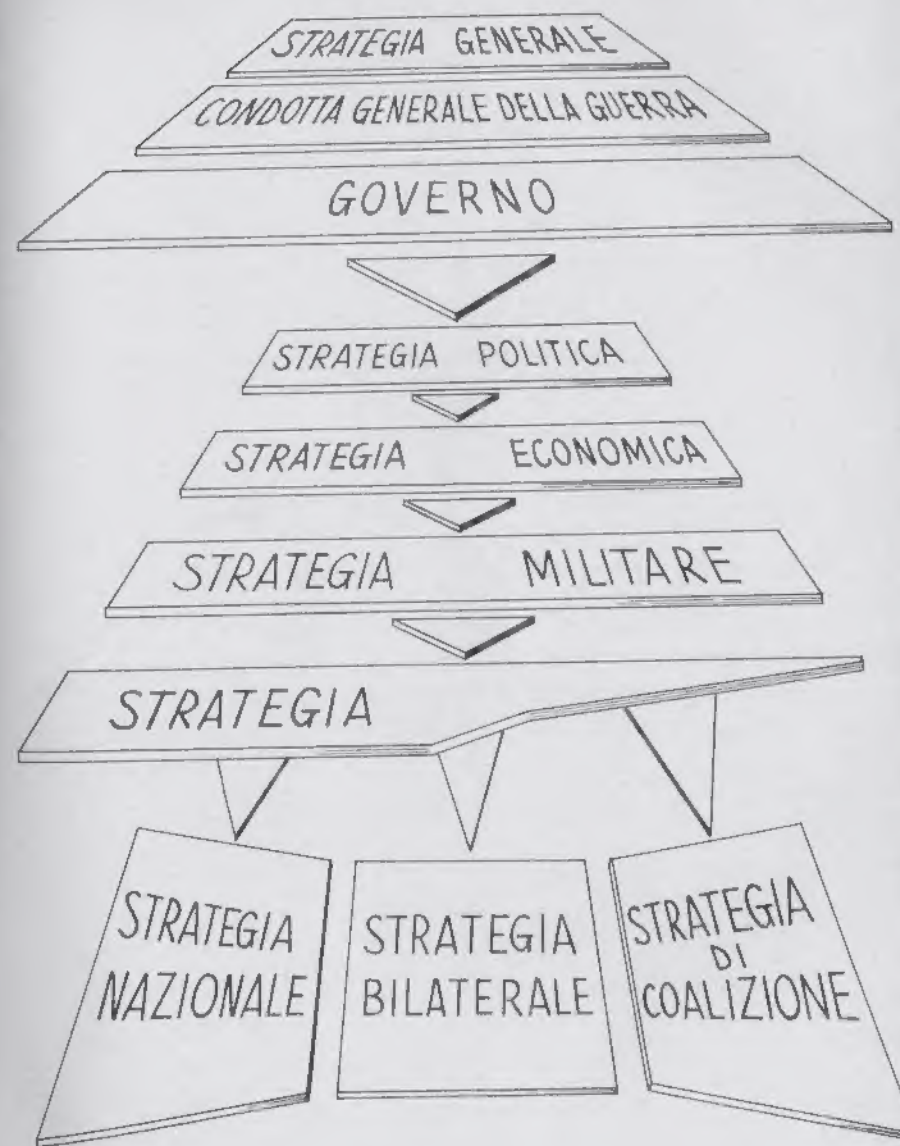 STRATEGIA GENERALE
CONDOTTA GENERALE DELLA GUERRA
GOVERNO
STRATEGIA POLITICA
STRATEGIA ECONOMICA
STRATEGIA MILITARE
STRATEGIA
STRATEGIA
NAZIONALE
STRATEGIA
BILATERALE
STRATEGIA
DI
COALIZIONE